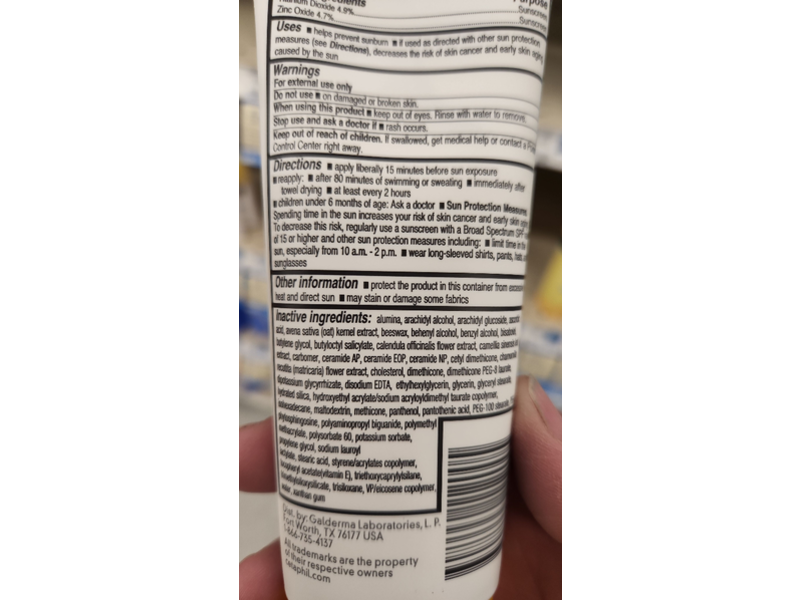 Titanium Dioxide 4.9% Sunscreen
Zinc Oxide 4.7% Sunscreen
Uses ■ helps prevent sunburn ■ if used as directed with other sun protection
measures (see Directions), decreases the risk of skin cancer and early skin aging
caused by the sun
Warnings
For external use only
Do not use ■ on damaged or broken skin.
When using this product ■ keep out of eyes. Rinse with water to remove.
Stop use and ask a doctor if ■ rash occurs.
Keep out of reach of children. If swallowed, get medical help or contact a
Control Center right away.
Directions ■ apply liberally 15 minutes before sun exposure
■ reapply: ■ after 80 minutes of swimming or sweating ■ immediately after
towel drying ■ at least every 2 hours
■ children under 6 months of age: Ask a doctor ■ Sun Protection Measures.
Spending time in the sun increases your risk of skin cancer and early skin
To decrease this risk, regularly use a sunscreen with a Broad Spectrum SPF
of 15 or higher and other sun protection measures including: ■ limit time in the
sun, especially from 10 a.m. - 2 p.m. ■ wear long-sleeved shirts, pants, hats,
sunglasses
Other information ■ protect the product in this container from
heat and direct sun ■ may stain or damage some fabrics
Inactive ingredients: alumina, arachidyl alcohol, arachidyl glucoside,
acid, avena sativa (oat) kernel extract, beeswax, behenyl alcohol, benzyl alcohol, bisabolol,
butylene glycol, butyloctyl salicylate, calendula officinalis flower extract, camellia sinensis
extract, carbomer, ceramide AP, ceramide EOP, ceramide NP, cetyl dimethicone, chamomilla
recutita (matricaria) flower extract, cholesterol, dimethicone, dimethicone PEG-8 laurate,
dipotassium glycyrrhizate, disodium EDTA, ethylhexylglycerin, glycerin, glyceryl stearate,
hydrated silica, hydroxyethyl acrylate/sodium acryloyldimethyl taurate copolymer,
isohexadecane, maltodextrin, methicone, panthenol, pantothenic acid, PEG-100 stearate,
phytosphingosine, polyaminopropyl biguanide, polymethyl
methacrylate, polysorbate 60, potassium sorbate,
propylene glycol, sodium lauroyl
lactylate, stearic acid, styrene/acrylates copolymer,
tocopheryl acetate(vitamin E), triethoxycaprylylsilane,
trimethylsiloxysilicate, trisiloxane, VP/eicosene copolymer,
water, xanthan gum
Dist. by: Galderma Laboratories, L. P.
Fort Worth, TX 76177 USA
1-866-735-4137
All trademarks are the property
of their respective owners
cetaphil.com